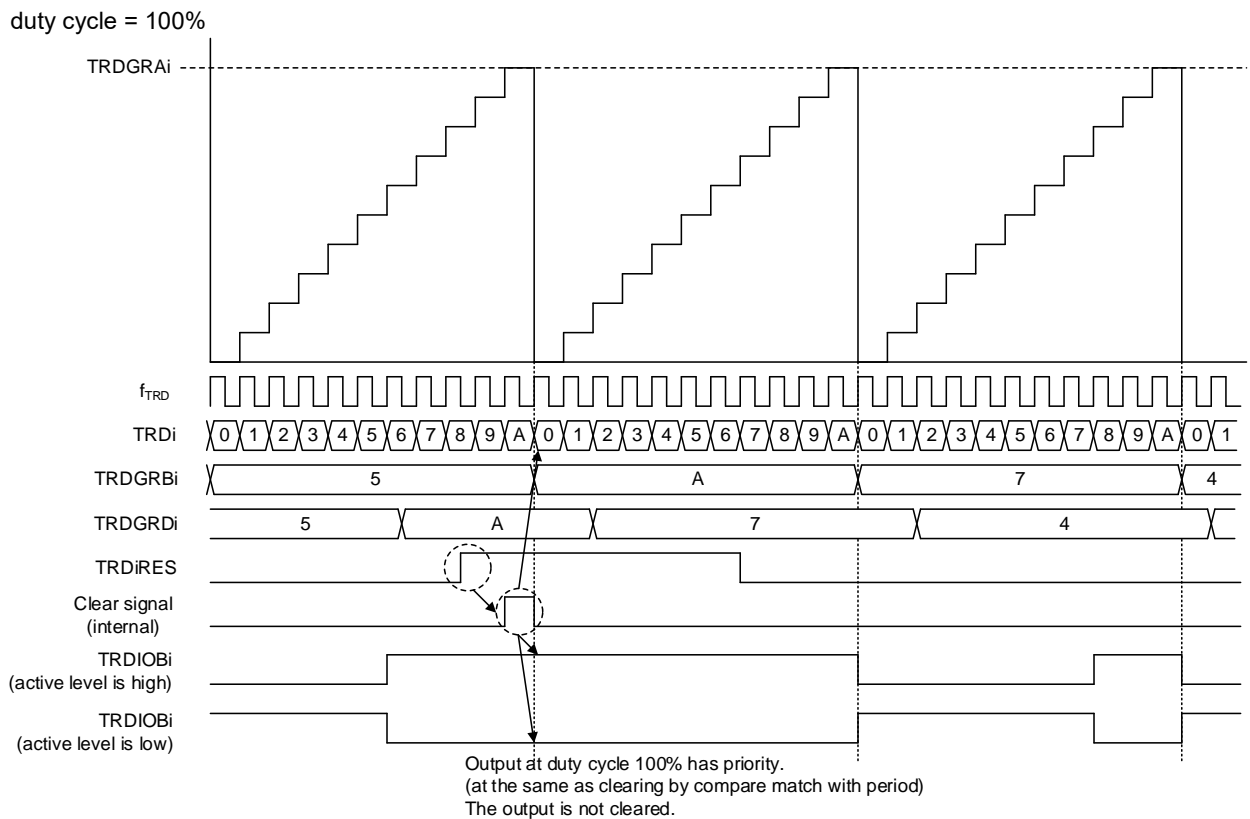 duty cycle = 100%
TRDGRAi
fTRD
TRDi 0 1 2 3 4 5 6 7 8 9 A 0 1 2 3 4 5 6 7 8 9 A 0 1 2 3 4 5 6 7 8 9 A 0 1
TRDGRBi 5 A 7 4
TRDGRDi 5 A 7 4
TRDiRES
Clear signal
(internal)
TRDIOBi
(active level is high)
TRDIOBi
(active level is low)
Output at duty cycle 100% has priority.
(at the same as clearing by compare match with period)
The output is not cleared.